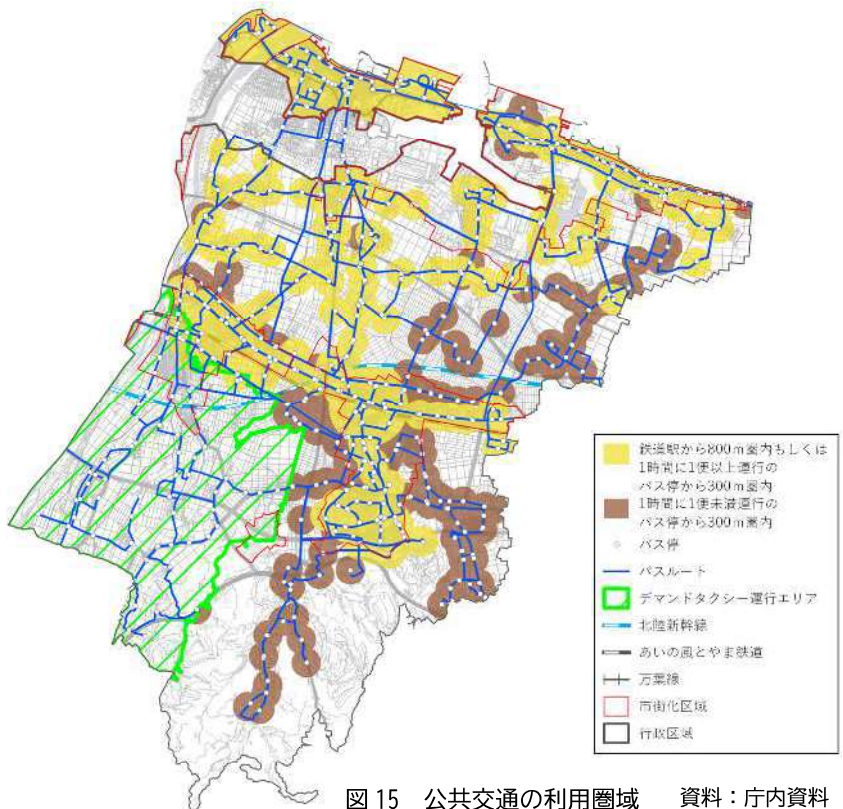 鉄道駅から800m圏内もしくは
1時間に1便以上運行の
バス停から300m圏内
1時間に1便未満運行の
バス停から300m圏内
バス停
バスルート
デマンドタクシー運行エリア
北陸新幹線
あいの風とやま鉄道
万葉線
市街化区域
行政区域
図15 公共交通の利用圏域 資料：庁内資料